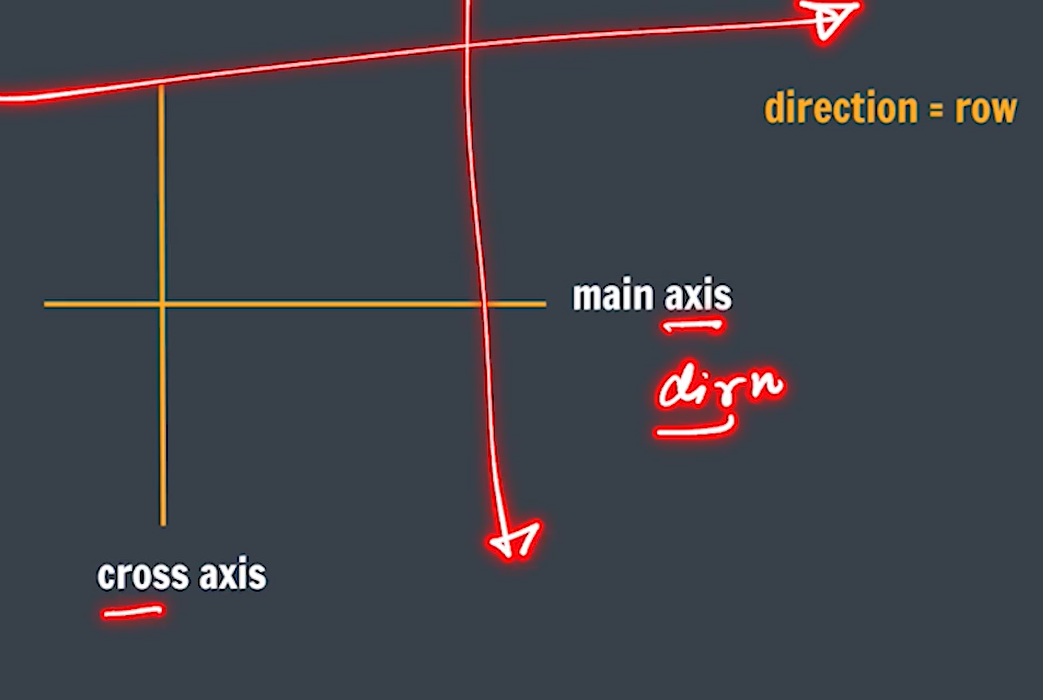 direction = row
main axis
dirn
cross axis